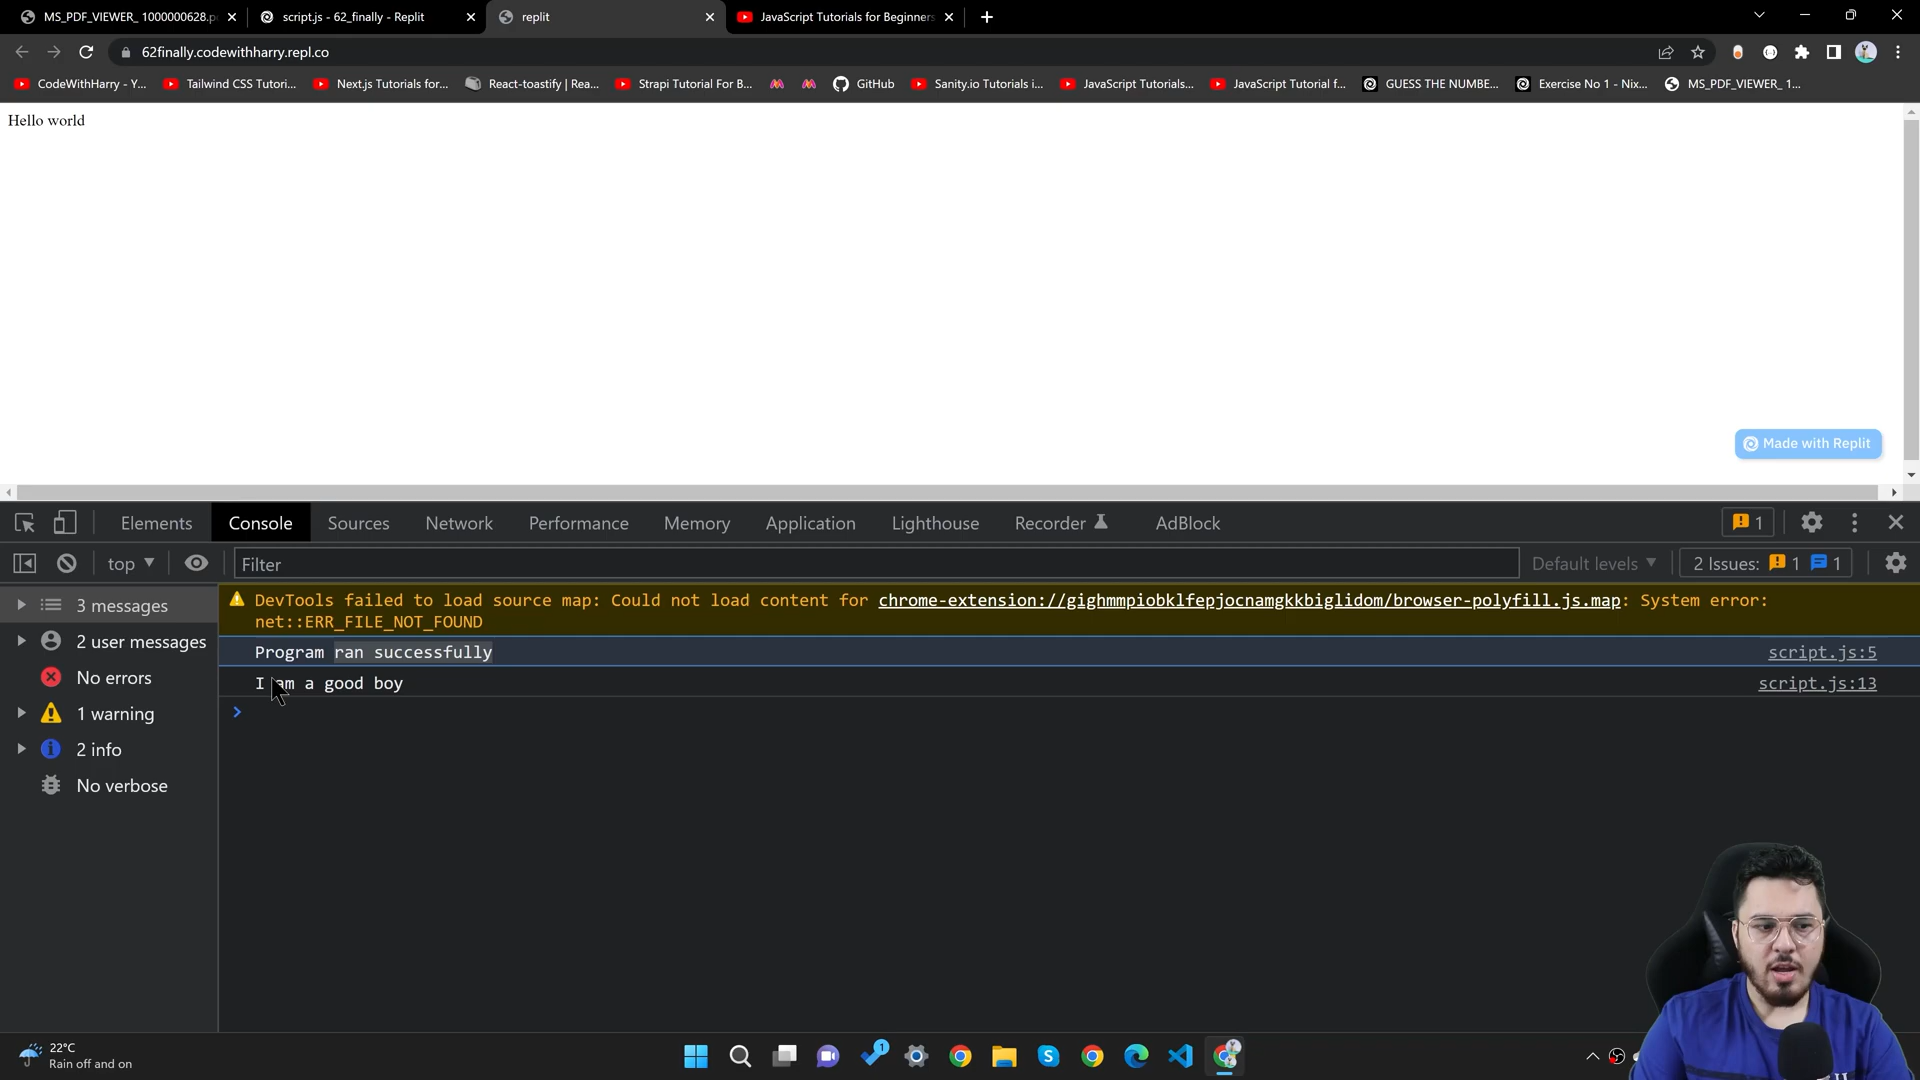 MS_PDF_VIEWER_ 1000000628.p
script.js - 62_finally - Replit
replit
JavaScript Tutorials for Beginners
62finally.codewithharry.repl.co
CodeWithHarry - Y...
Tailwind CSS Tutori...
Next.js Tutorials for...
React-toastify | Rea...
Strapi Tutorial For B...
GitHub
Sanity.io Tutorials i...
JavaScript Tutorials...
JavaScript Tutorial f...
GUESS THE NUMBE...
Exercise No 1 - Nix...
MS_PDF_VIEWER_ 1...
Hello world
Made with Replit
Elements
Console
Sources
Network
Performance
Memory
Application
Lighthouse
Recorder
AdBlock
1
top
Filter
Default levels
2 Issues: 1 1
3 messages
2 user messages
No errors
1 warning
2 info
No verbose
DevTools failed to load source map: Could not load content for chrome-extension://gighmmpiobklfepjocnamgkkbiglidom/browser-polyfill.js.map: System error:
net::ERR_FILE_NOT_FOUND
Program ran successfully
script.js:5
I am a good boy
script.js:13
22°C
Rain off and on
1